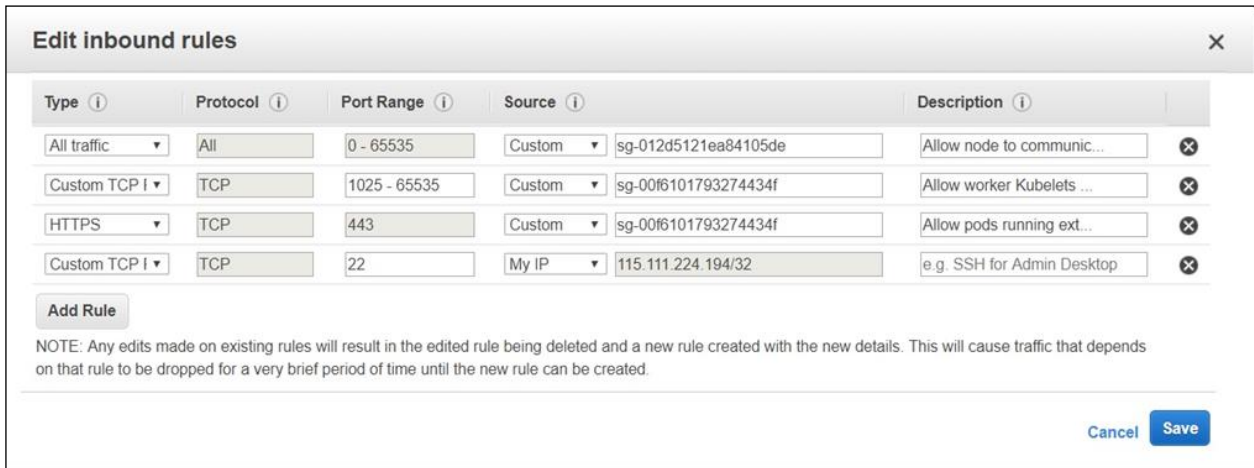 Edit inbound rules
Type Protocol Port Range Source Description
All traffic All 0 - 65535 Custom sg-012d5121ea84105de Allow node to communic...
Custom TCP TCP 1025 - 65535 Custom sg-00f6101793274434f Allow worker Kubelets ...
HTTPS TCP 443 Custom sg-00f6101793274434f Allow pods running ext...
Custom TCP TCP 22 My IP 115.111.224.194/32 e.g. SSH for Admin Desktop
Add Rule
NOTE: Any edits made on existing rules will result in the edited rule being deleted and a new rule created with the new details. This will cause traffic that depends
on that rule to be dropped for a very brief period of time until the new rule can be created.
Cancel Save